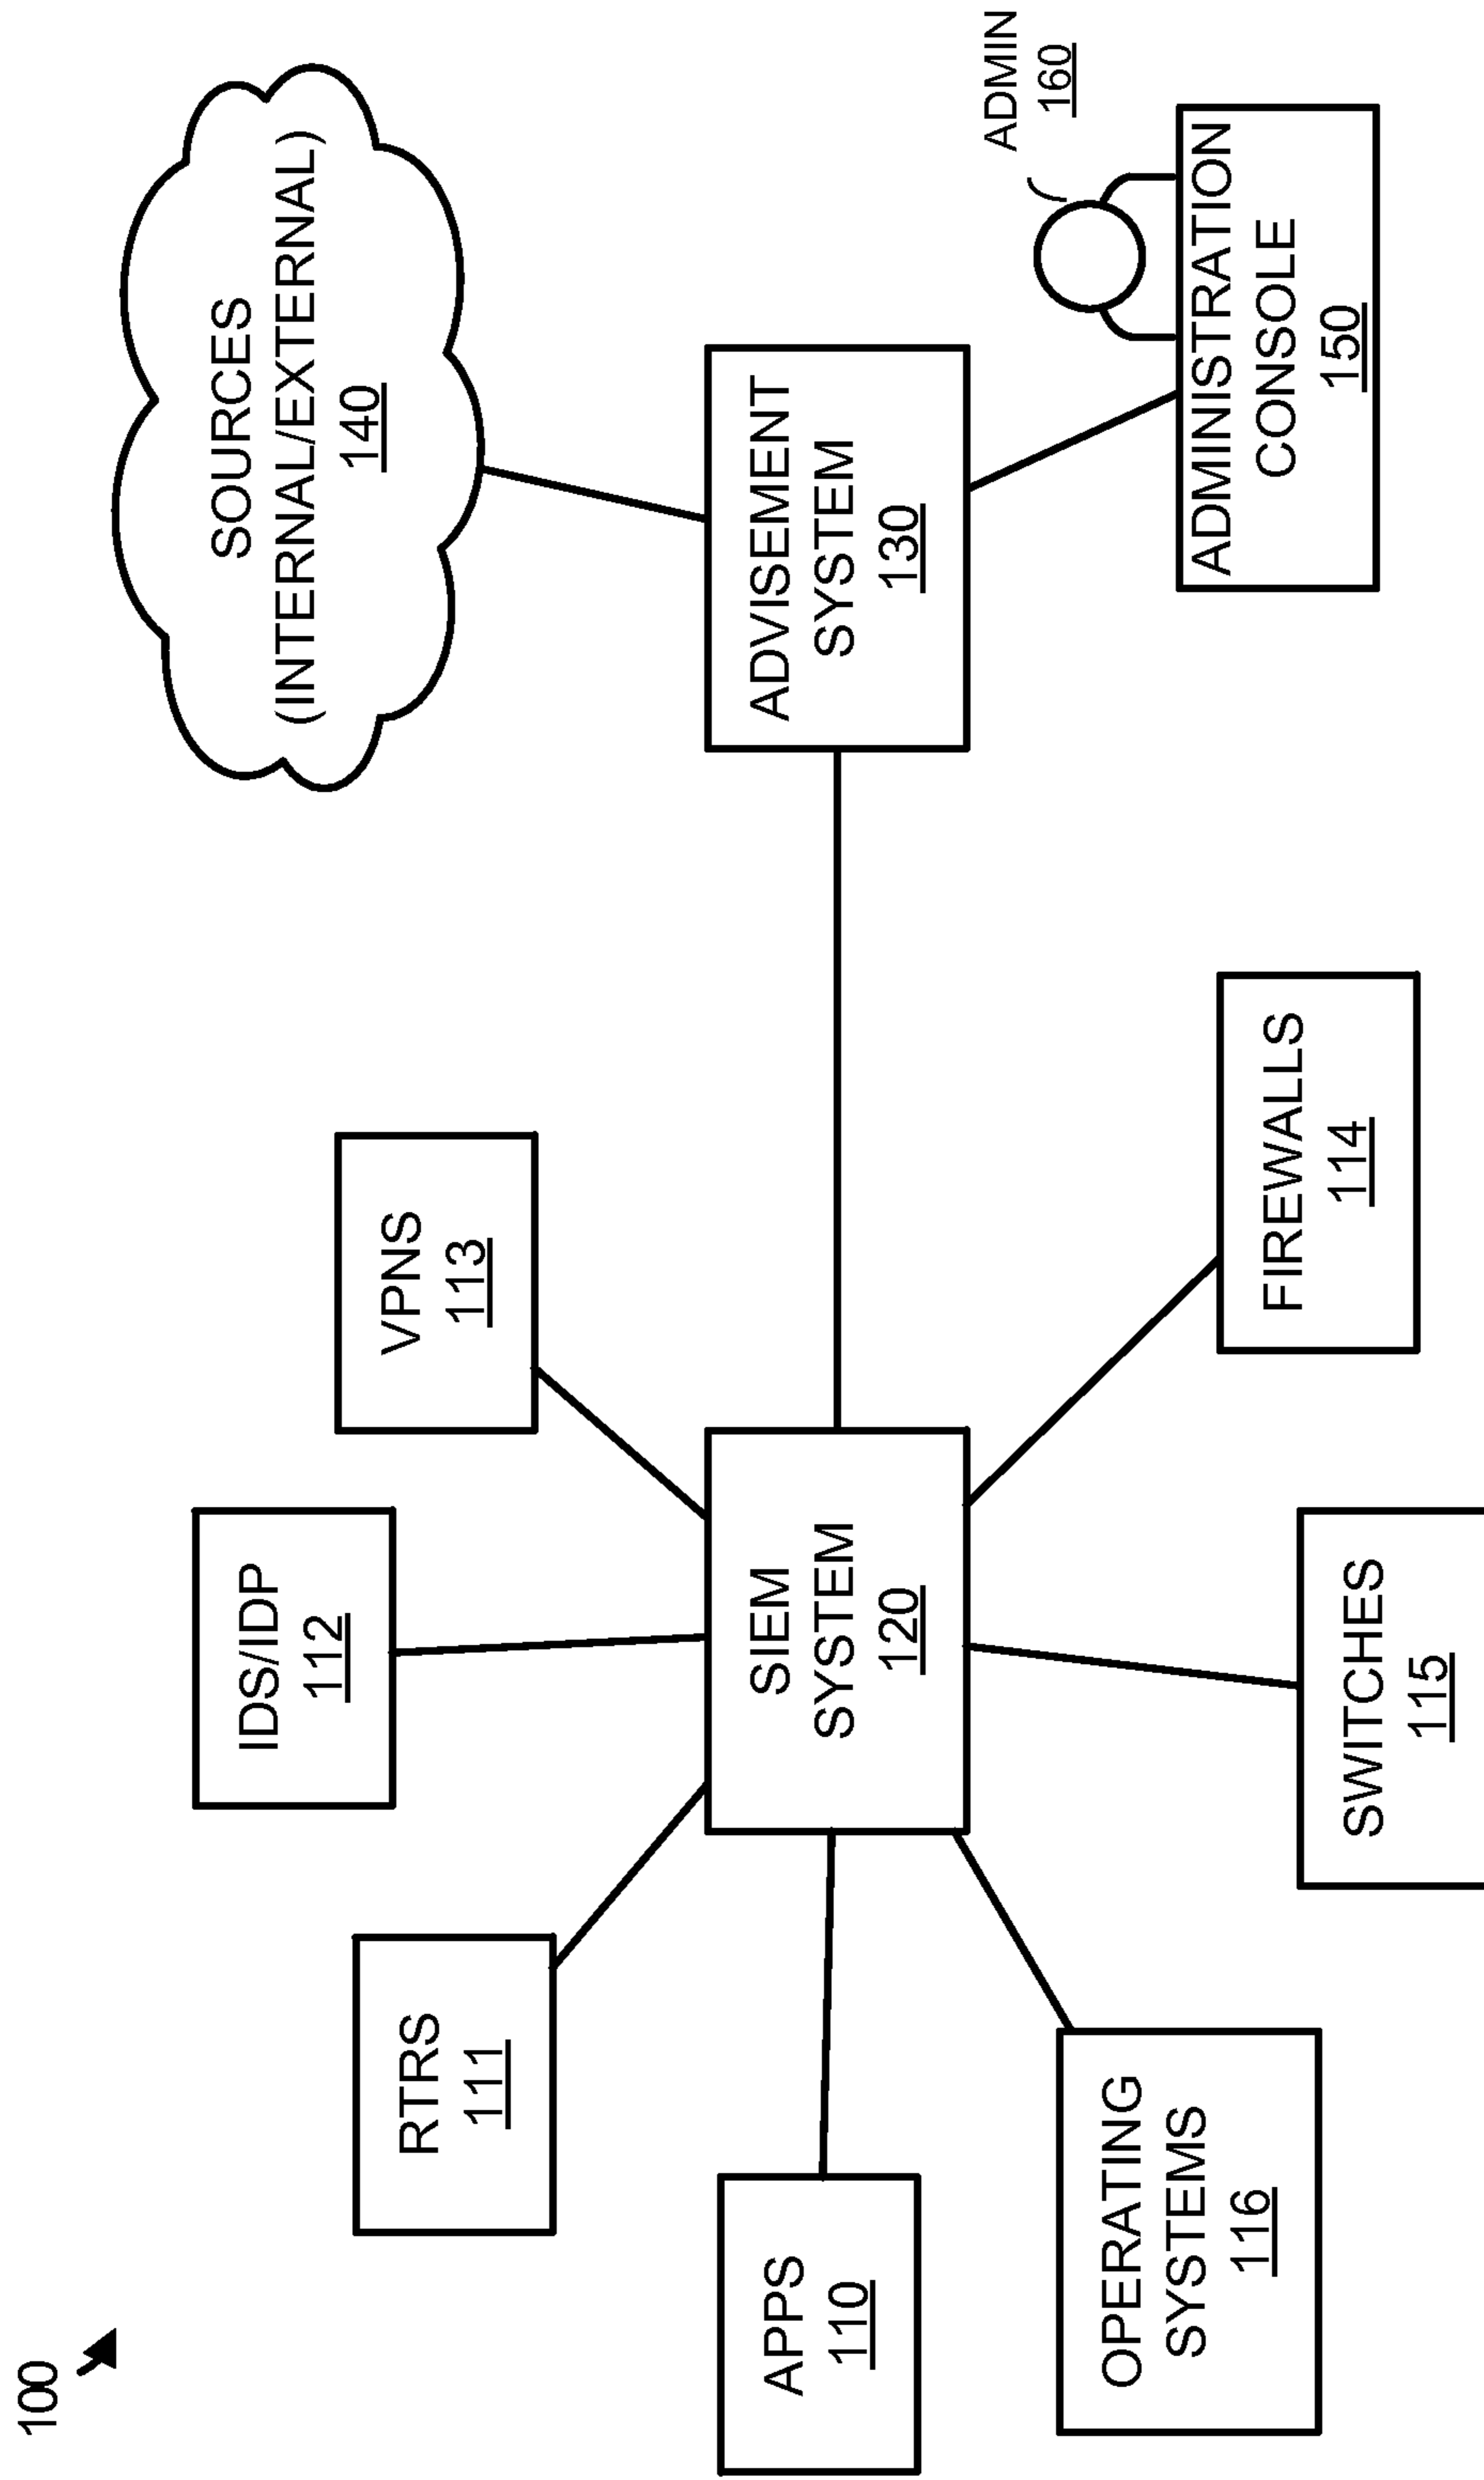 100
RTRS
111
IDS/IDP
112
VPNS
113
SOURCES
(INTERNAL/EXTERNAL)
140
APPS
110
SIEM
SYSTEM
120
ADVISEMENT
SYSTEM
130
ADMIN
160
OPERATING
SYSTEMS
116
SWITCHES
115
FIREWALLS
114
ADMINISTRATION
CONSOLE
150